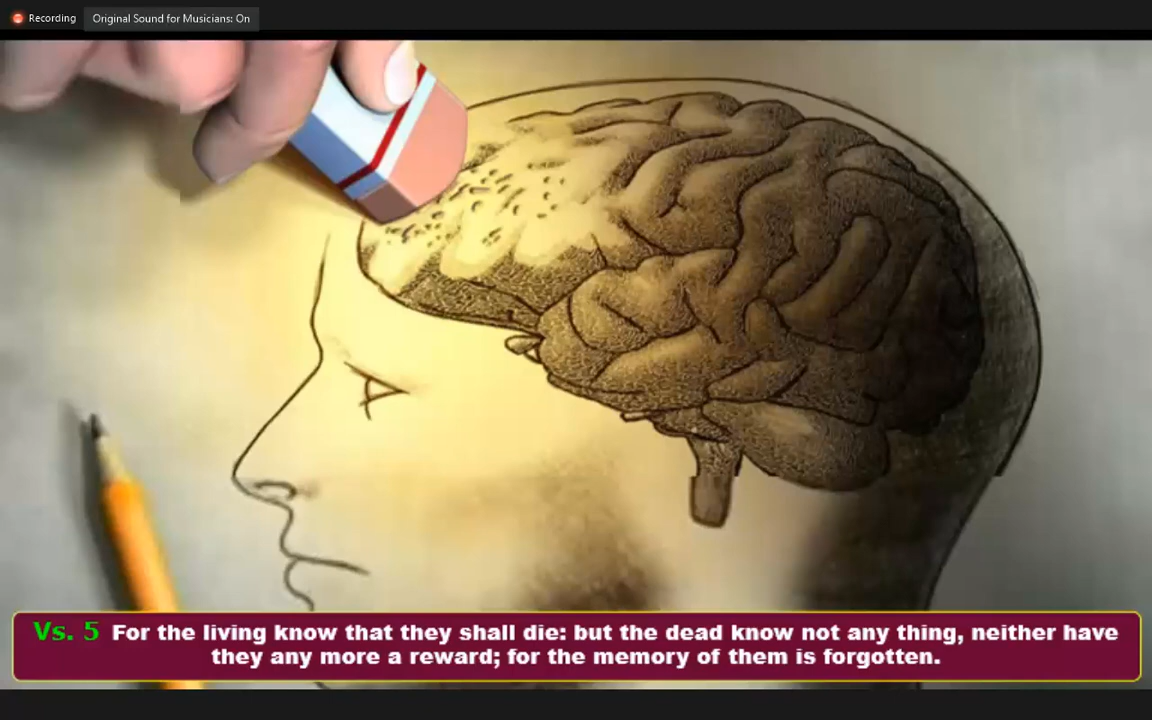 Recording
Original Sound for Musicians: On
Vs. 5 For the living know that they shall die: but the dead know not any thing, neither have
they any more a reward; for the memory of them is forgotten.